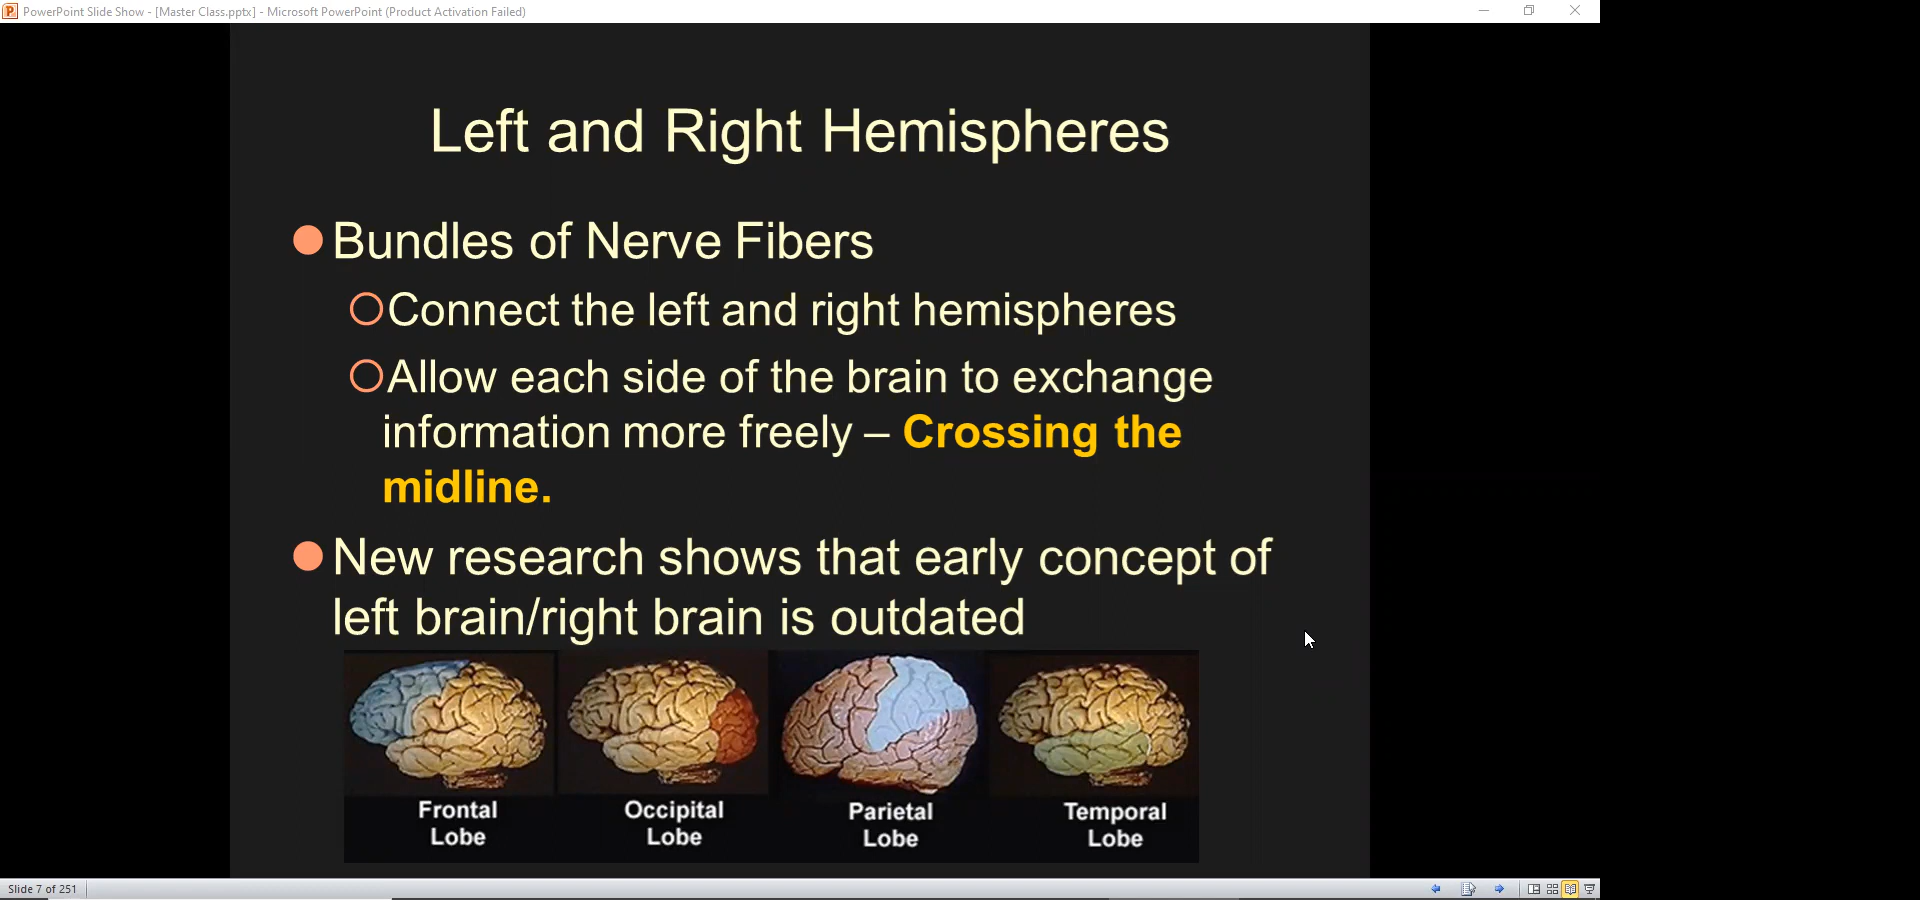 PowerPoint Slide Show - [Master Class.pptx] - Microsoft PowerPoint (Product Activation Failed)
Left and Right Hemispheres
Bundles of Nerve Fibers
Connect the left and right hemispheres
Allow each side of the brain to exchange
information more freely – Crossing the
midline.
New research shows that early concept of
left brain/right brain is outdated
Frontal
Lobe
Occipital
Lobe
Parietal
Lobe
Temporal
Lobe
Slide 7 of 251